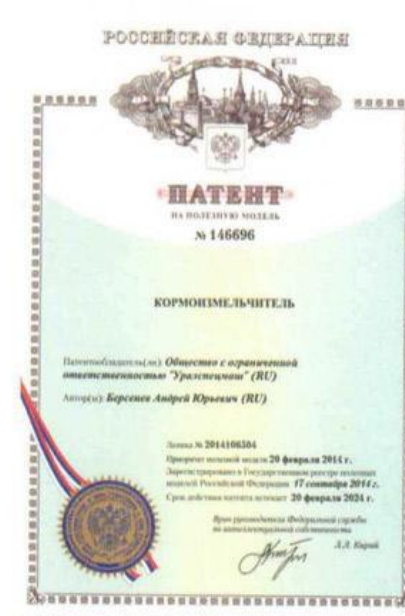 РОССИЙСКАЯ ФЕДЕРАЦИЯ
ПАТЕНТ
НА ПОЛЕЗНУЮ МОДЕЛЬ
№ 146696
КОРМОИЗМЕЛЬЧИТЕЛЬ
Патентообладатель(ли): Общество с ограниченной
ответственностью "Уралспецмаш" (RU)
Автор(ы): Берсенев Андрей Юрьевич (RU)
Заявка № 2014106504
Приоритет полезной модели 20 февраля 2014 г.
Зарегистрировано в Государственном реестре полезных
моделей Российской Федерации 17 сентября 2014 г.
Срок действия патента истекает 20 февраля 2024 г.
Врио руководителя Федеральной службы
по интеллектуальной собственности
Л.Л. Кирий